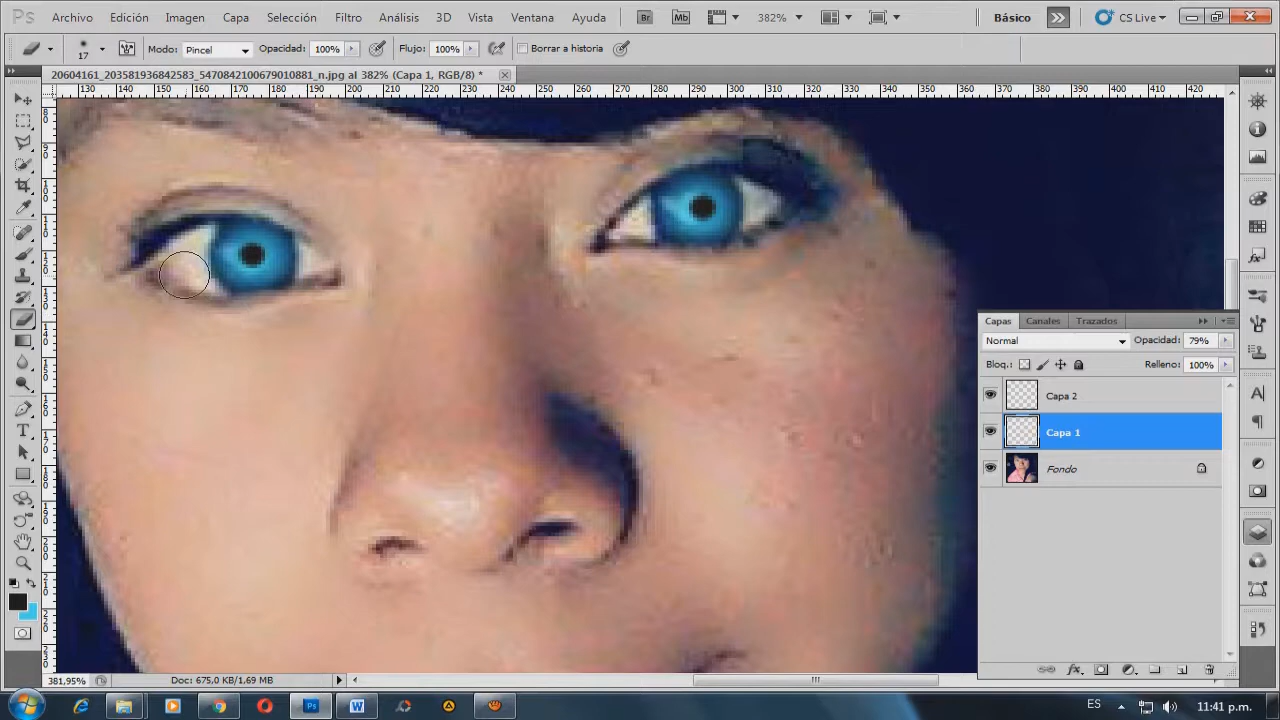 Ps Archivo Edición Imagen Capa Selección Filtro Análisis 3D Vista Ventana Ayuda Br Mb 382% Básico CS Live
17 Modo: Pincel Opacidad: 100% Flujo: 100% Borrar a historia
20604161_203581936842583_5470842100679010881_n.jpg al 382% (Capa 1, RGB/8) *
130 140 150 160 170 180 190 200 210 220 230 240 250 260 270 280 290 300 310 320 330 340 350 360 370 380 390 400 410 420
Capas Canales Trazados
Normal Opacidad: 79%
Bloq.: Relleno: 100%
Capa 2
Capa 1
Fondo
381,95% Doc: 675,0 KB/1,69 MB
ES 11:41 p.m.